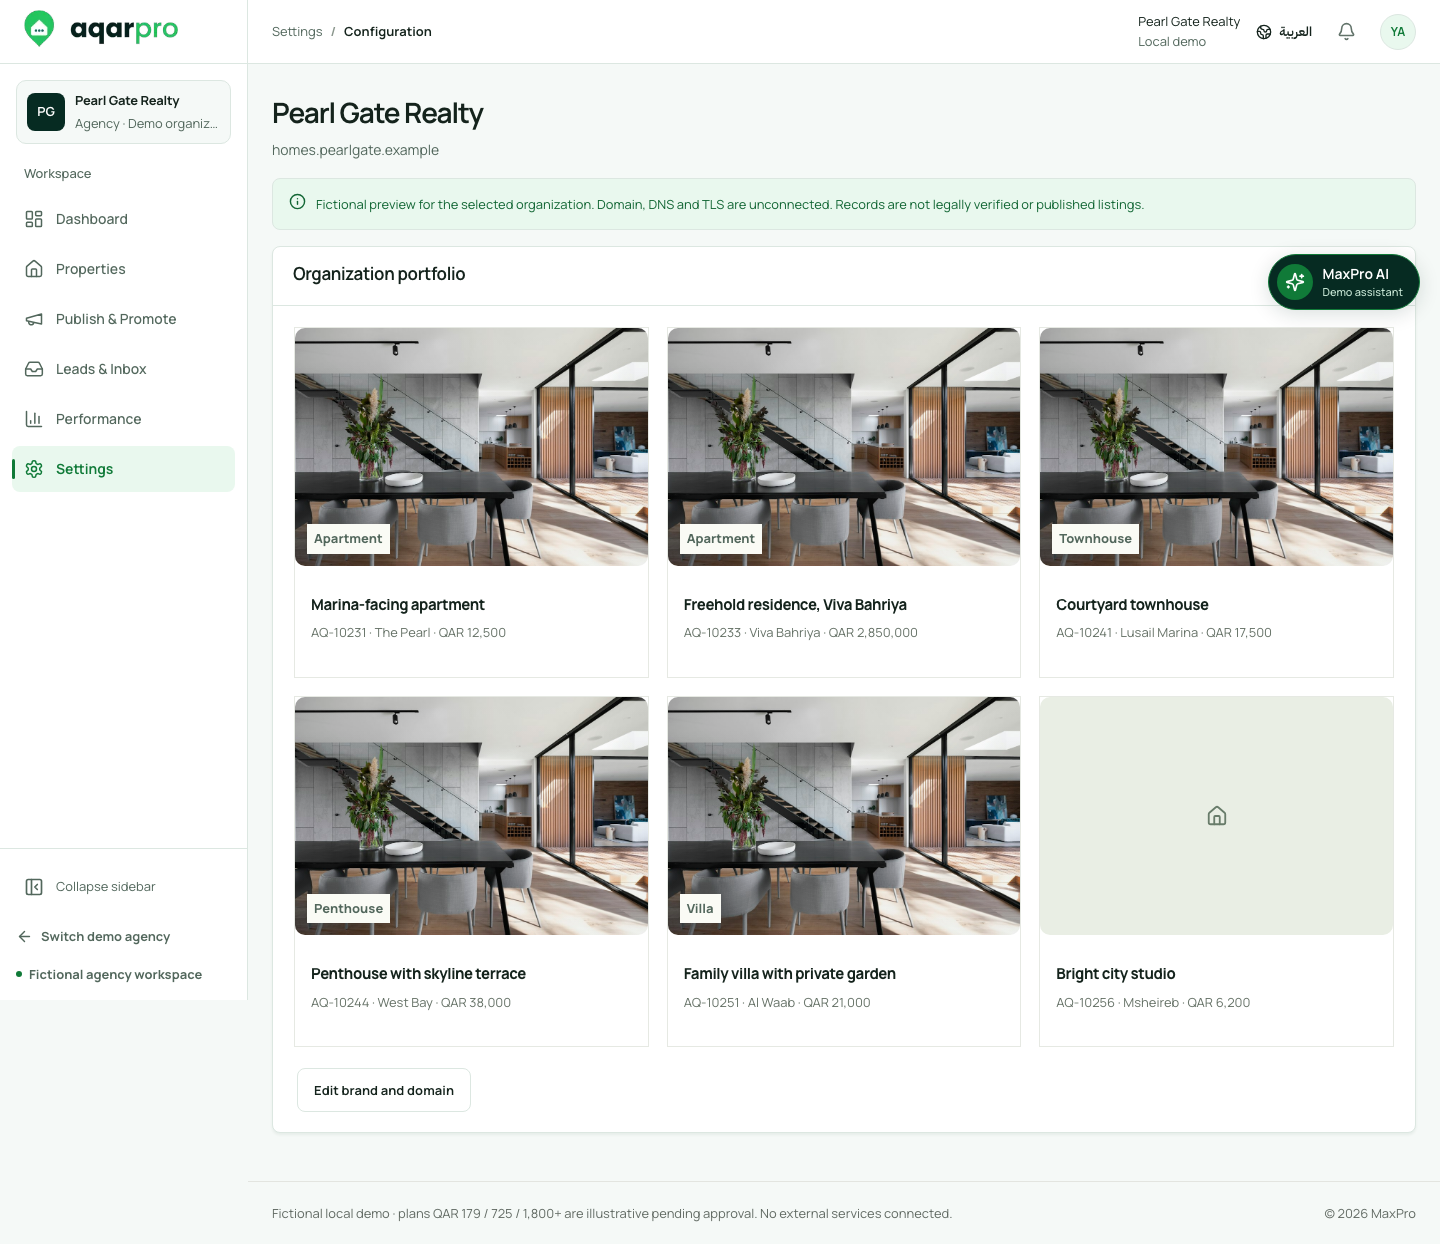 aqarpro
Settings / Configuration
Pearl Gate Realty
Local demo
العربية
YA
PG
Pearl Gate Realty
Agency · Demo organiz...
Workspace
Dashboard
Properties
Publish & Promote
Leads & Inbox
Performance
Settings
Collapse sidebar
Switch demo agency
Fictional agency workspace
Pearl Gate Realty
homes.pearlgate.example
Fictional preview for the selected organization. Domain, DNS and TLS are unconnected. Records are not legally verified or published listings.
Organization portfolio
MaxPro AI
Demo assistant
Apartment
Marina-facing apartment
AQ-10231 · The Pearl · QAR 12,500
Apartment
Freehold residence, Viva Bahriya
AQ-10233 · Viva Bahriya · QAR 2,850,000
Townhouse
Courtyard townhouse
AQ-10241 · Lusail Marina · QAR 17,500
Penthouse
Penthouse with skyline terrace
AQ-10244 · West Bay · QAR 38,000
Villa
Family villa with private garden
AQ-10251 · Al Waab · QAR 21,000
Bright city studio
AQ-10256 · Msheireb · QAR 6,200
Edit brand and domain
Fictional local demo · plans QAR 179 / 725 / 1,800+ are illustrative pending approval. No external services connected.
© 2026 MaxPro